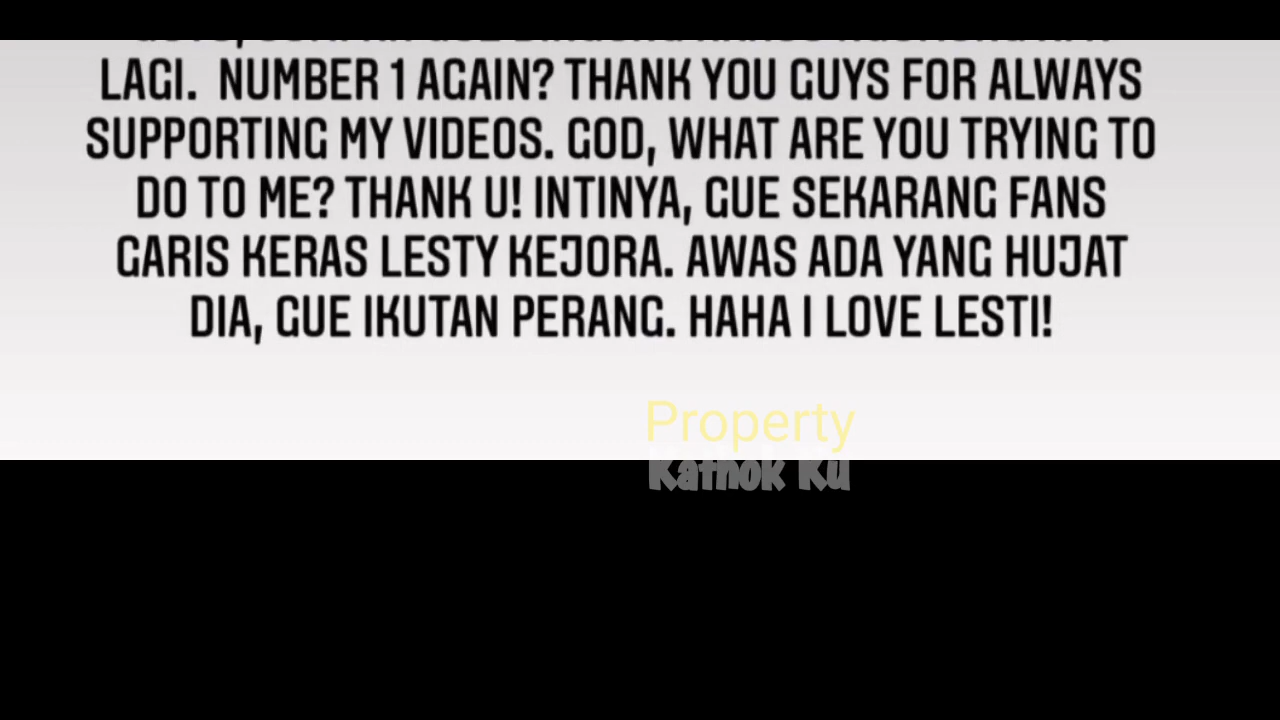 LAGI. NUMBER 1 AGAIN? THANK YOU GUYS FOR ALWAYS
SUPPORTING MY VIDEOS. GOD, WHAT ARE YOU TRYING TO
DO TO ME? THANK U! INTINYA, GUE SEKARANG FANS
GARIS KERAS LESTY KEJORA. AWAS ADA YANG HUJAT
DIA, GUE IKUTAN PERANG. HAHA I LOVE LESTI!
Property
Kathok Ku